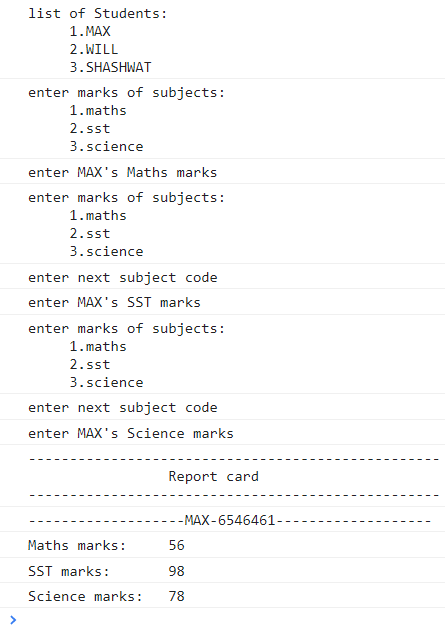 list of Students:
1.MAX
2.WILL
3.SHASHWAT
enter marks of subjects:
1.maths
2.sst
3.science
enter MAX's Maths marks
enter marks of subjects:
1.maths
2.sst
3.science
enter next subject code
enter MAX's SST marks
enter marks of subjects:
1.maths
2.sst
3.science
enter next subject code
enter MAX's Science marks
--------------------------------------------------
Report card
--------------------------------------------------
-------------------MAX-6546461-------------------
Maths marks: 56
SST marks: 98
Science marks: 78
>